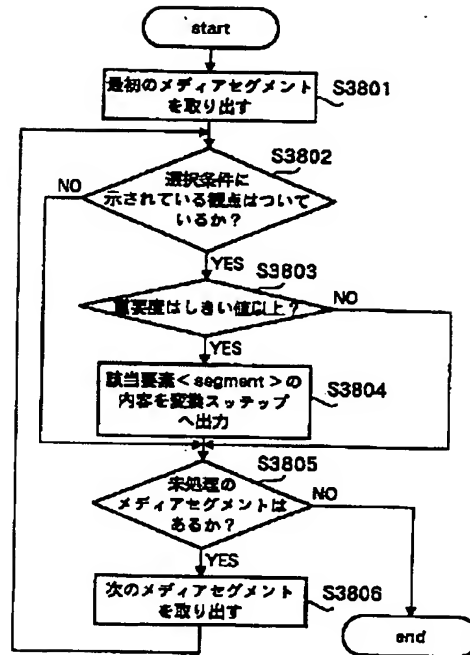 start
最初のメディアセグメント
を取り出す
S3801
S3802
選択条件に
示されている観点はついて
いるか？
NO
YES
S3803
重要度はしきい値以上？
NO
YES
該当要素＜segment＞の
内容を変換スッテップ
へ出力
S3804
S3805
未処理の
メディアセグメントは
あるか？
NO
YES
次のメディアセグメント
を取り出す
S3806
end